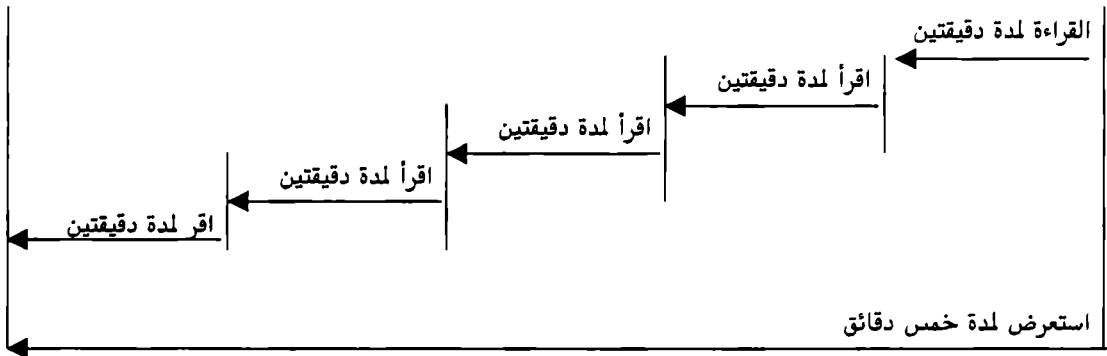 القراءة لمدة دقيقتين
اقرأ لمدة دقيقتين
اقرأ لمدة دقيقتين
اقرأ لمدة دقيقتين
اقر لمدة دقيقتين
استعرض لمدة خمس دقائق